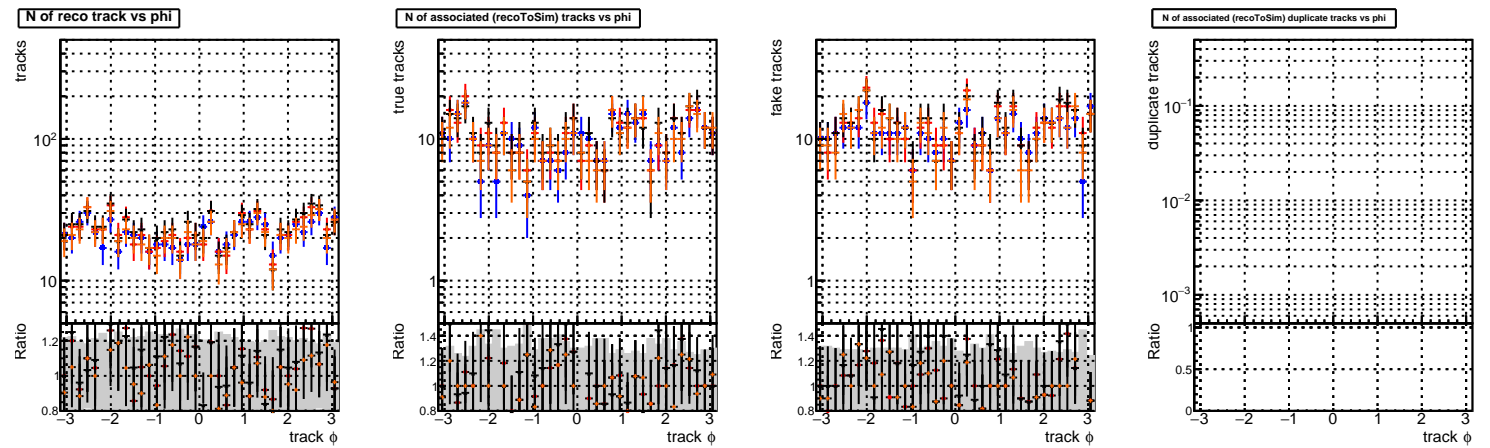 N of reco track vs phi
tracks
10²
10
Ratio
1.2
1
0.8
−3 −2 −1 0 1 2 3
track ϕ
N of associated (recoToSim) tracks vs phi
true tracks
10
1
Ratio
1.4
1.2
1
0.8
−3 −2 −1 0 1 2 3
track ϕ
fake tracks
10
1
Ratio
1.4
1.2
1
0.8
−3 −2 −1 0 1 2 3
track ϕ
N of associated (recoToSim) duplicate tracks vs phi
duplicate tracks
10⁻¹
10⁻²
10⁻³
Ratio
1
0.5
0
−3 −2 −1 0 1 2 3
track ϕ